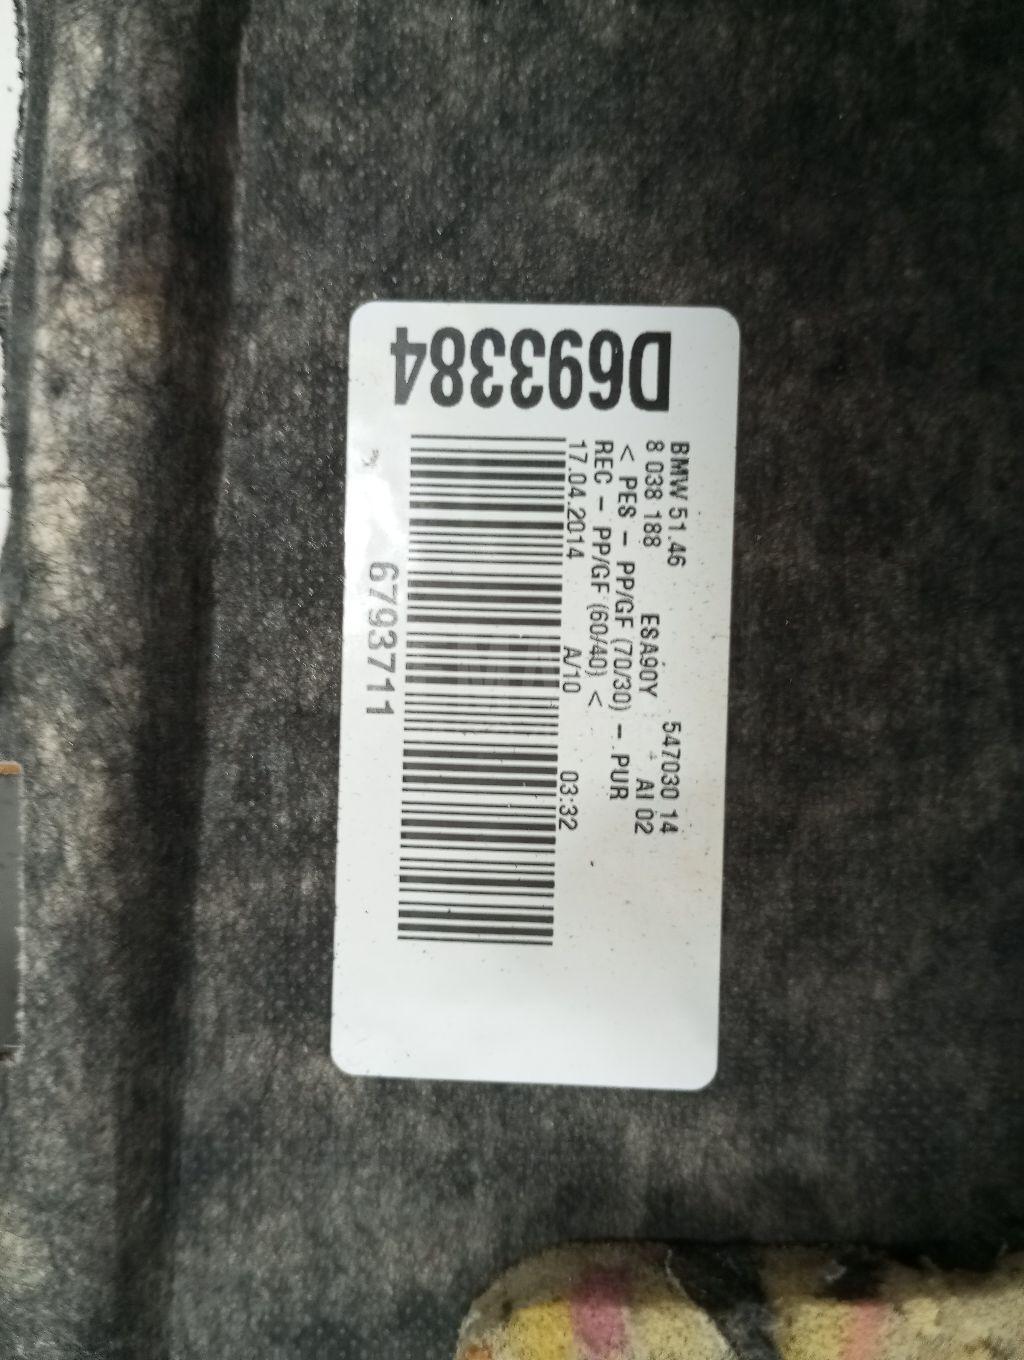 D693384
BMW 51.46 547030 14
8 038 188 ESA90Y AI 02
< PES - PP/GF (70/30) - PUR
REC - PP/GF (60/40) <
17.04.2014 A/10 03:32
6793711